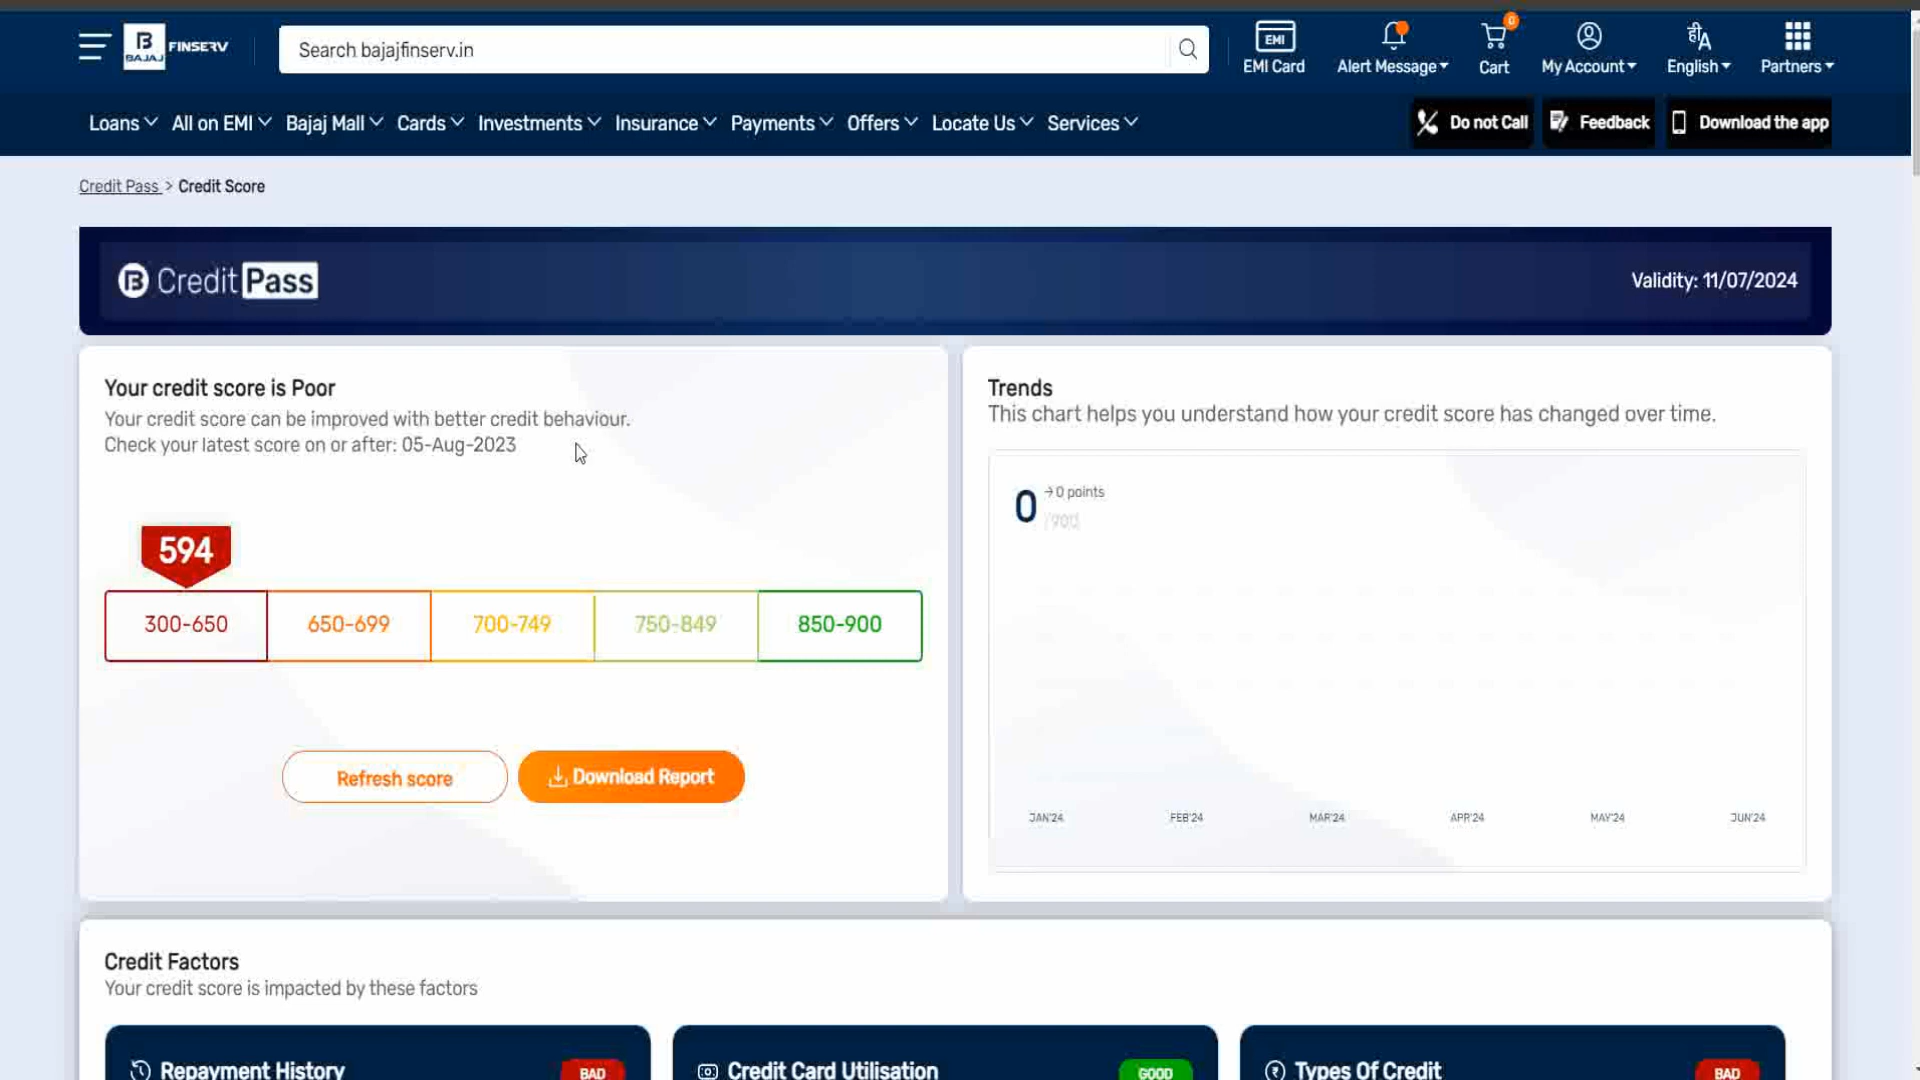 B
BAJAJ
FINSERV
Search bajajfinserv.in
EMI
EMI Card
Alert Message
0
Cart
My Account
हीA
English
Partners
Loans
All on EMI
Bajaj Mall
Cards
Investments
Insurance
Payments
Offers
Locate Us
Services
Do not Call
Feedback
Download the app
Credit Pass > Credit Score
B Credit Pass
Validity: 11/07/2024
Your credit score is Poor
Your credit score can be improved with better credit behaviour.
Check your latest score on or after: 05-Aug-2023
594
300-650
650-699
700-749
750-849
850-900
Refresh score
Download Report
Trends
This chart helps you understand how your credit score has changed over time.
0
→0 points
/900
JAN'24
FEB'24
MAR'24
APR'24
MAY'24
JUN'24
Credit Factors
Your credit score is impacted by these factors
Repayment History
BAD
Credit Card Utilisation
GOOD
Types Of Credit
BAD